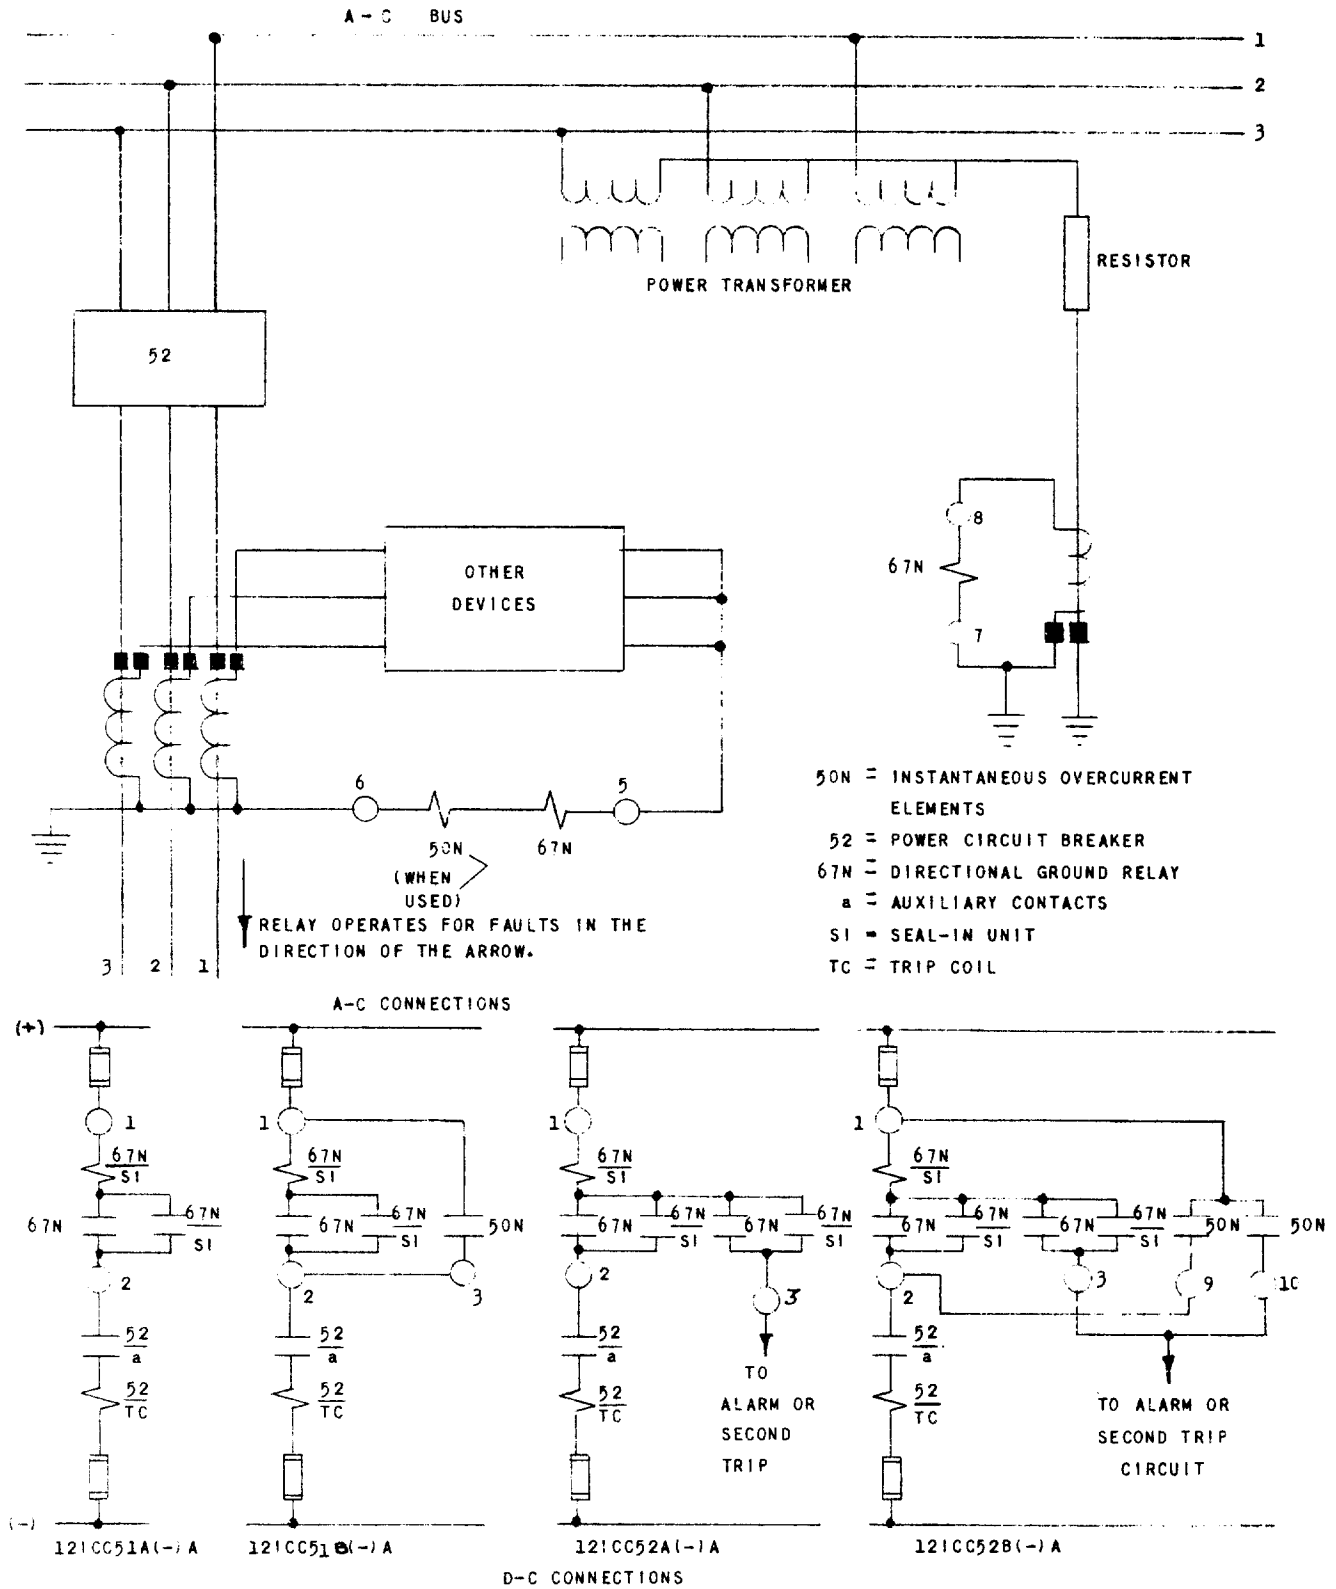 A-C BUS
1
2
3
RESISTOR
POWER TRANSFORMER
52
8
67N
7
OTHER
DEVICES
6
5
50N
67N
(WHEN
USED)
RELAY OPERATES FOR FAULTS IN THE
DIRECTION OF THE ARROW.
3 2 1
50N = INSTANTANEOUS OVERCURRENT
ELEMENTS
52 = POWER CIRCUIT BREAKER
67N = DIRECTIONAL GROUND RELAY
a = AUXILIARY CONTACTS
SI = SEAL-IN UNIT
TC = TRIP COIL
A-C CONNECTIONS
(+)
1
67N
SI
67N
67N
SI
2
52
a
52
TC
1
67N
SI
67N
67N
SI
50N
2
3
52
a
52
TC
1
67N
SI
67N
67N
SI
67N
67N
SI
2
3
52
a
52
TC
TO
ALARM OR
SECOND
TRIP
1
67N
SI
67N
67N
SI
67N
67N
SI
50N
50N
2
3
9
10
52
a
52
TC
TO ALARM OR
SECOND TRIP
CIRCUIT
(-)
12ICC51A(-)A
12ICC51B(-)A
12ICC52A(-)A
12ICC52B(-)A
D-C CONNECTIONS